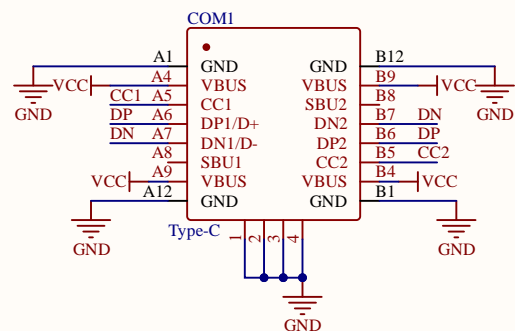 COM1
A1 GND GND B12
VCC A4 VBUS VBUS B9 VCC
CC1 A5 CC1 SBU2 B8
GND GND
DP A6 DP1/D+ DN2 B7 DN
DN A7 DN1/D- DP2 B6 DP
A8 SBU1 CC2 B5 CC2
VCC A9 VBUS VBUS B4 VCC
A12 GND GND B1
Type-C 1 2 3 4
GND GND
GND